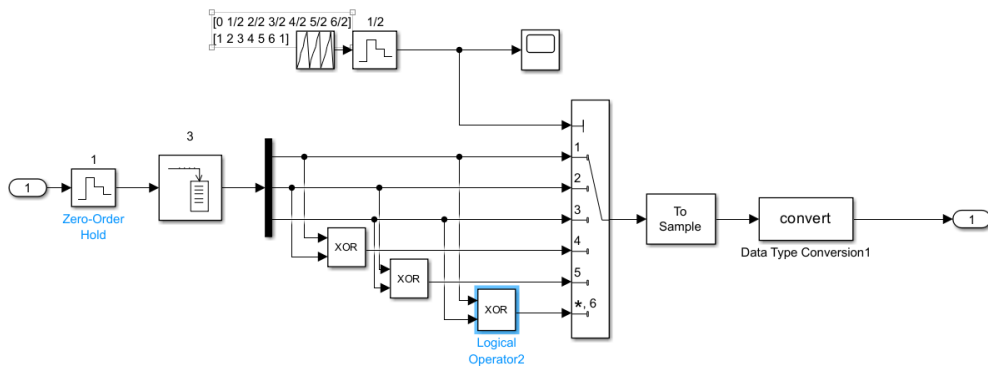 [0 1/2 2/2 3/2 4/2 5/2 6/2]
[1 2 3 4 5 6 1]
1/2
3
1
1
Zero-Order
Hold
1
2
3
4
5
*, 6
XOR
XOR
XOR
Logical
Operator2
To
Sample
convert
Data Type Conversion1
1